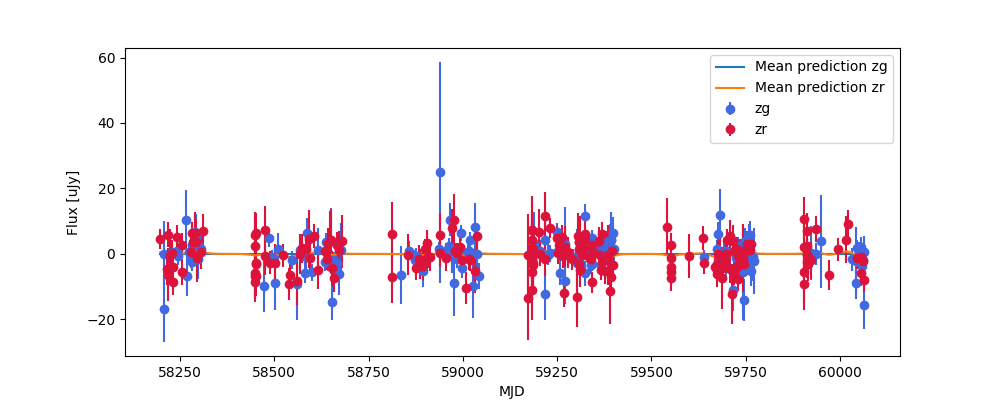 60
40
20
0
−20
Flux [uJy]
58250 58500 58750 59000 59250 59500 59750 60000
MJD
Mean prediction zg
Mean prediction zr
zg
zr